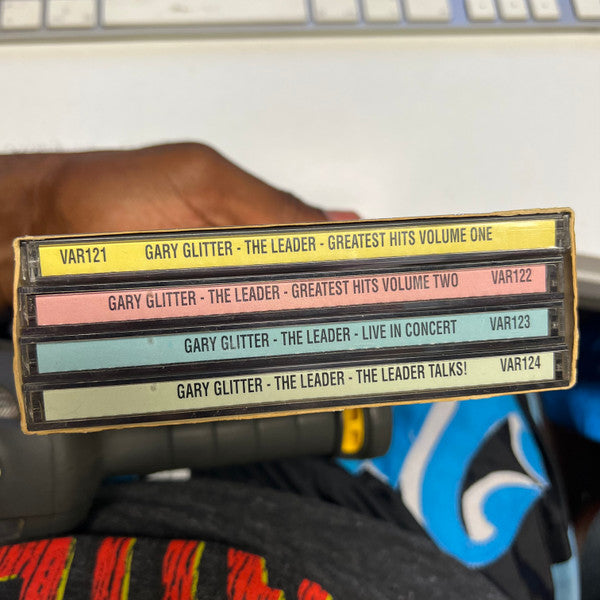 VAR121 GARY GLITTER - THE LEADER - GREATEST HITS VOLUME ONE
GARY GLITTER - THE LEADER - GREATEST HITS VOLUME TWO VAR122
GARY GLITTER - THE LEADER - LIVE IN CONCERT VAR123
GARY GLITTER - THE LEADER - THE LEADER TALKS! VAR124